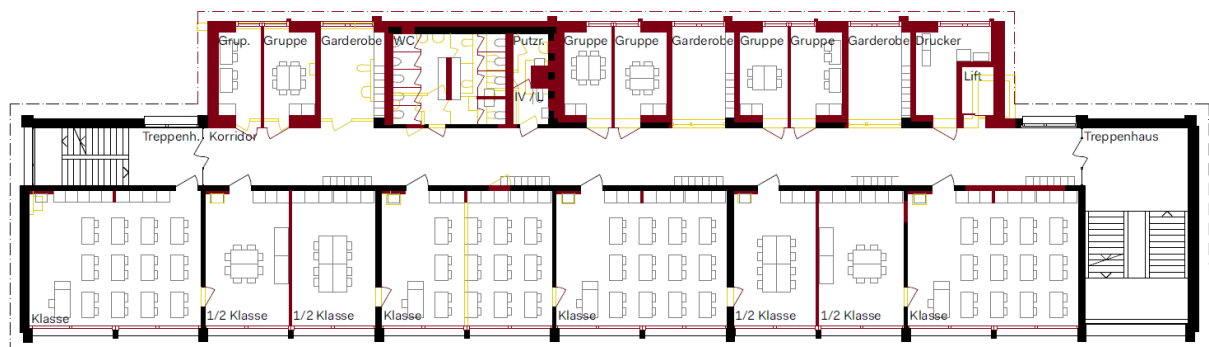 Grup. Gruppe Garderobe WC Putzr. Gruppe Gruppe Garderobe Gruppe Gruppe Garderobe Drucker
Lift
IV / L
Treppenh. Korridor Treppenhaus
Klasse 1/2 Klasse 1/2 Klasse Klasse Klasse 1/2 Klasse 1/2 Klasse Klasse